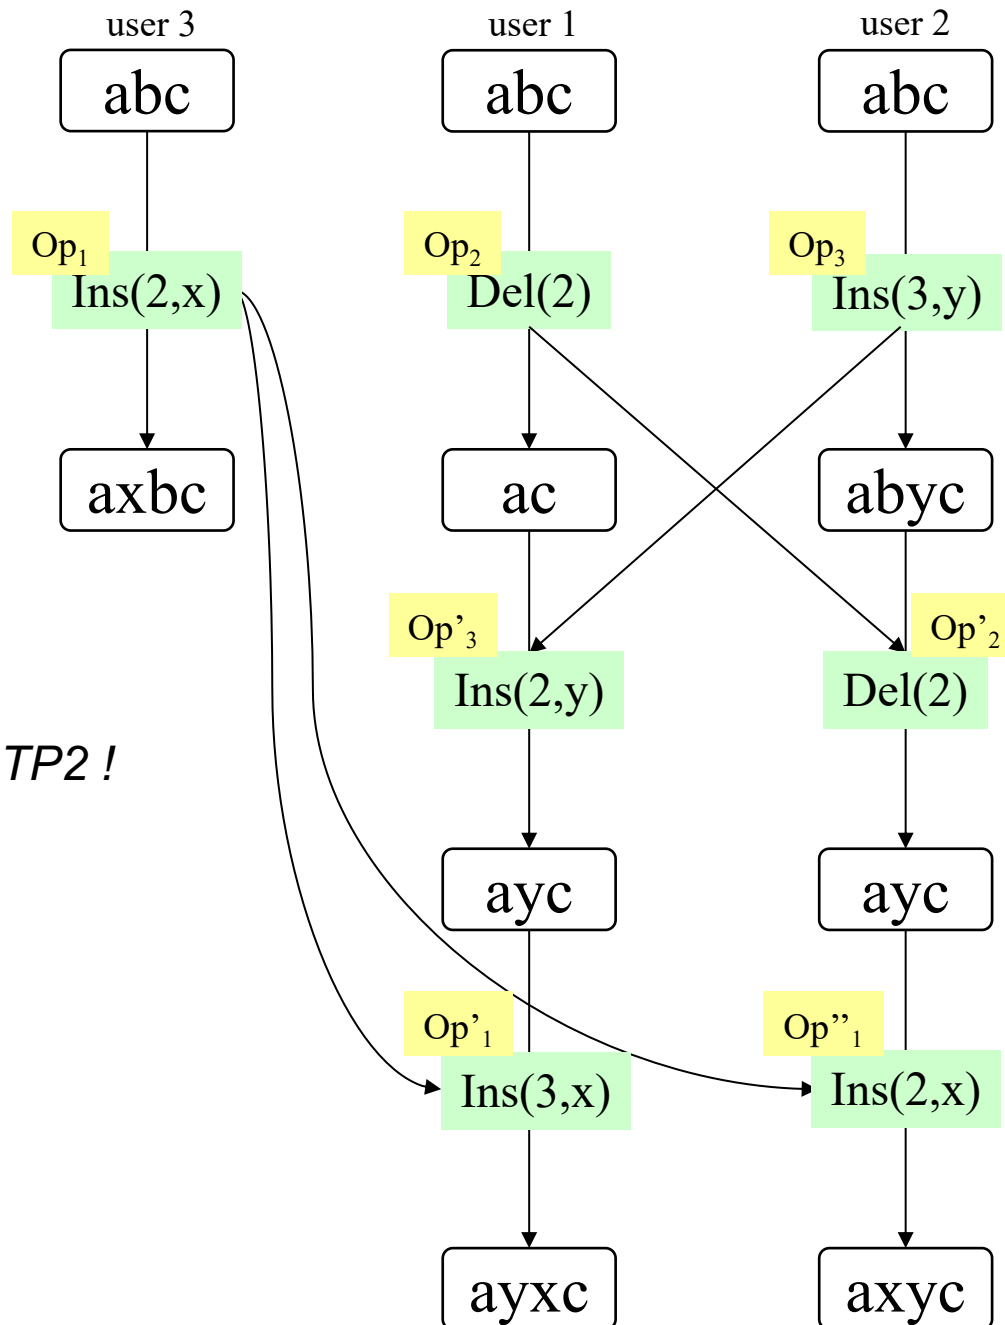 user 3
user 1
user 2
abc
abc
abc
Op₁
Op₂
Op₃
Ins(2,x)
Del(2)
Ins(3,y)
axbc
ac
abyc
Op’₃
Op’₂
Ins(2,y)
Del(2)
TP2 !
ayc
ayc
Op’₁
Op’’₁
Ins(3,x)
Ins(2,x)
ayxc
axyc